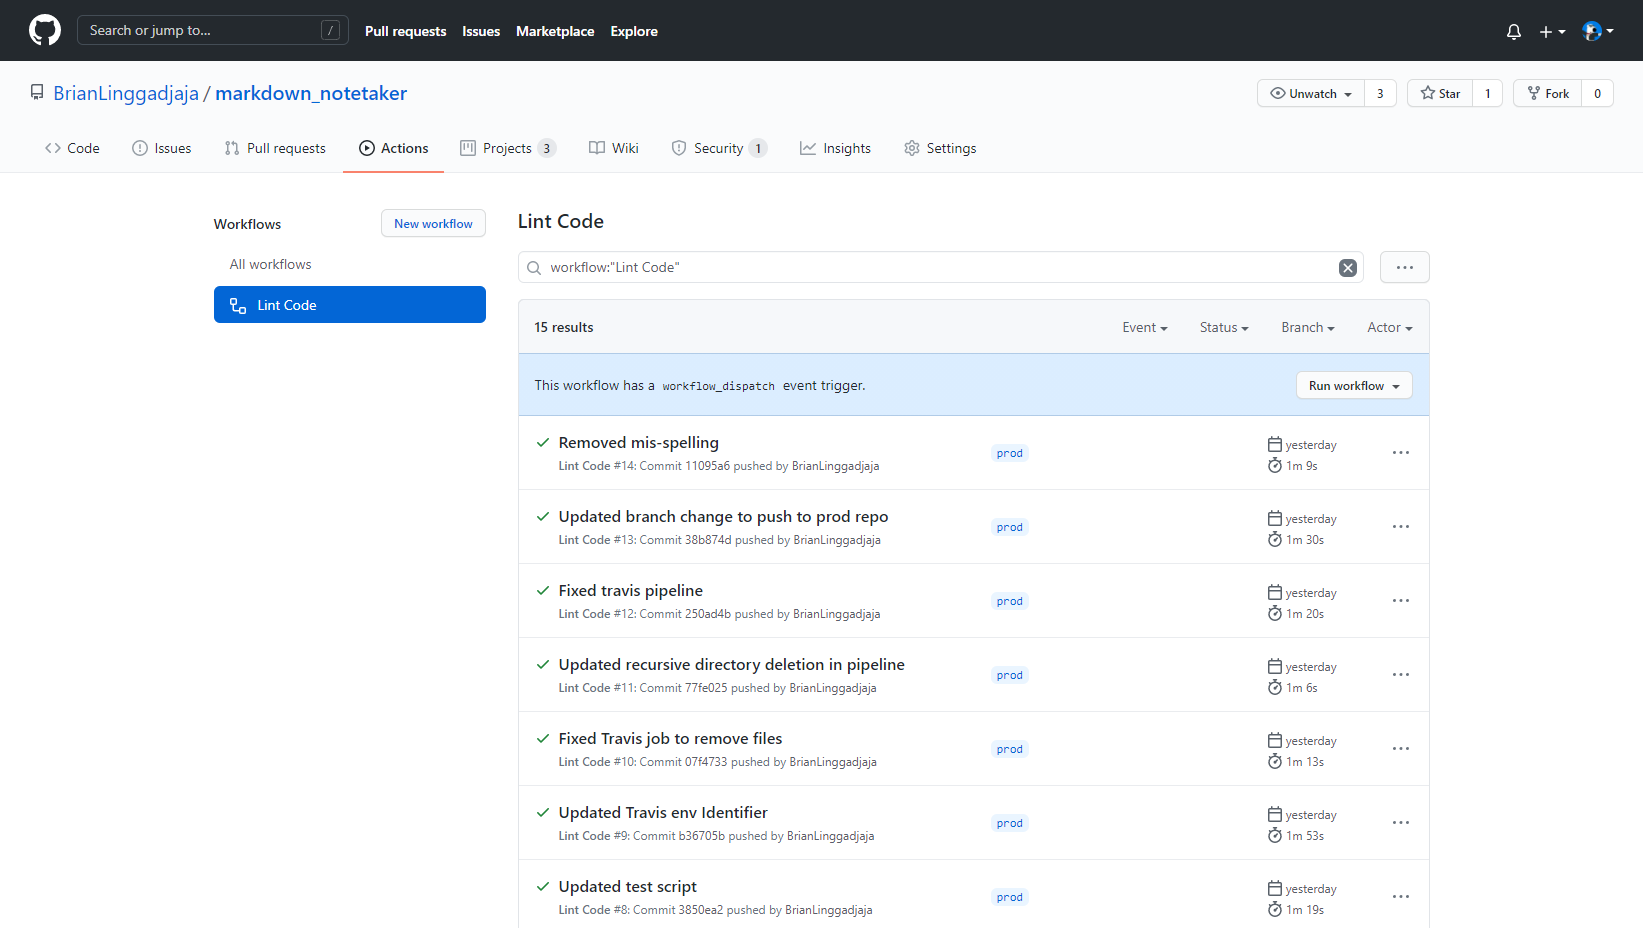 Search or jump to... /
Pull requests Issues Marketplace Explore
BrianLinggadjaja / markdown_notetaker
Unwatch 3 Star 1 Fork 0
Code Issues Pull requests Actions Projects 3 Wiki Security 1 Insights Settings
Workflows New workflow
All workflows
Lint Code
Lint Code
workflow:"Lint Code"
15 results Event Status Branch Actor
This workflow has a workflow_dispatch event trigger. Run workflow
Removed mis-spelling
Lint Code #14: Commit 11095a6 pushed by BrianLinggadjaja
prod
yesterday
1m 9s
Updated branch change to push to prod repo
Lint Code #13: Commit 38b874d pushed by BrianLinggadjaja
prod
yesterday
1m 30s
Fixed travis pipeline
Lint Code #12: Commit 250ad4b pushed by BrianLinggadjaja
prod
yesterday
1m 20s
Updated recursive directory deletion in pipeline
Lint Code #11: Commit 77fe025 pushed by BrianLinggadjaja
prod
yesterday
1m 6s
Fixed Travis job to remove files
Lint Code #10: Commit 07f4733 pushed by BrianLinggadjaja
prod
yesterday
1m 13s
Updated Travis env Identifier
Lint Code #9: Commit b36705b pushed by BrianLinggadjaja
prod
yesterday
1m 53s
Updated test script
Lint Code #8: Commit 3850ea2 pushed by BrianLinggadjaja
prod
yesterday
1m 19s